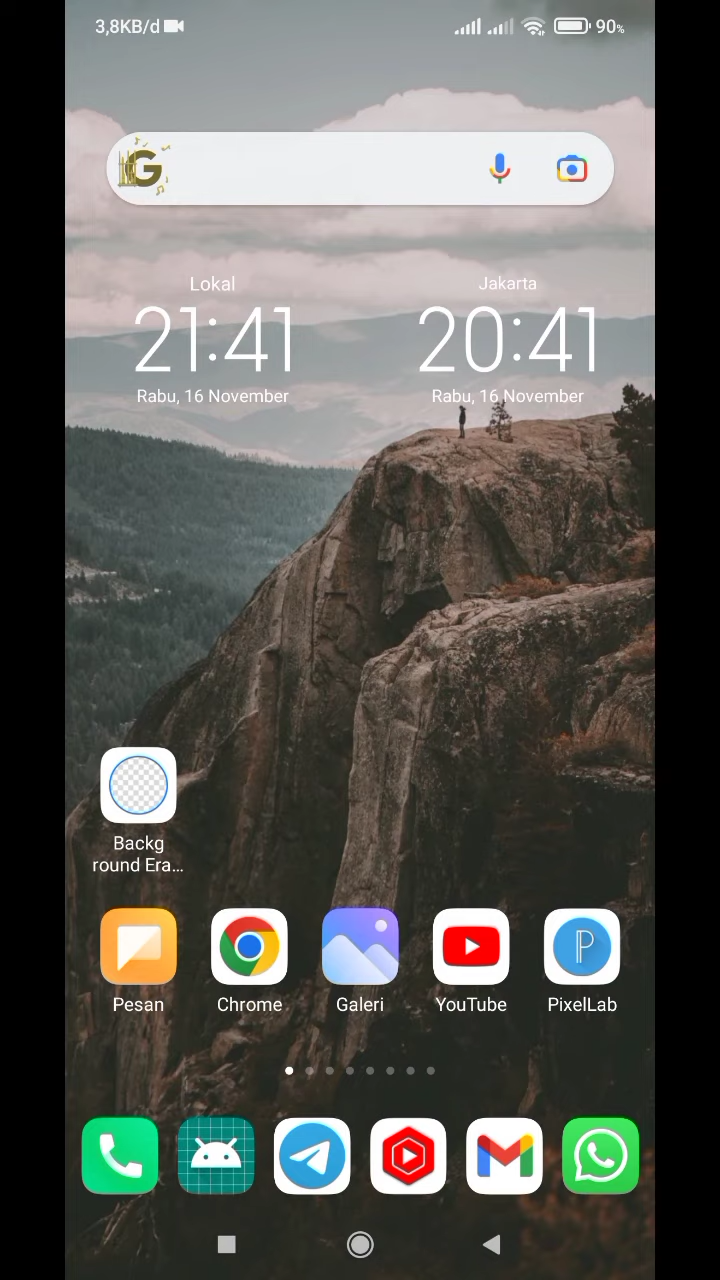 3,8KB/d 90%
G
Lokal Jakarta
21:41 20:41
Rabu, 16 November Rabu, 16 November
Backg
round Era...
Pesan Chrome Galeri YouTube PixelLab